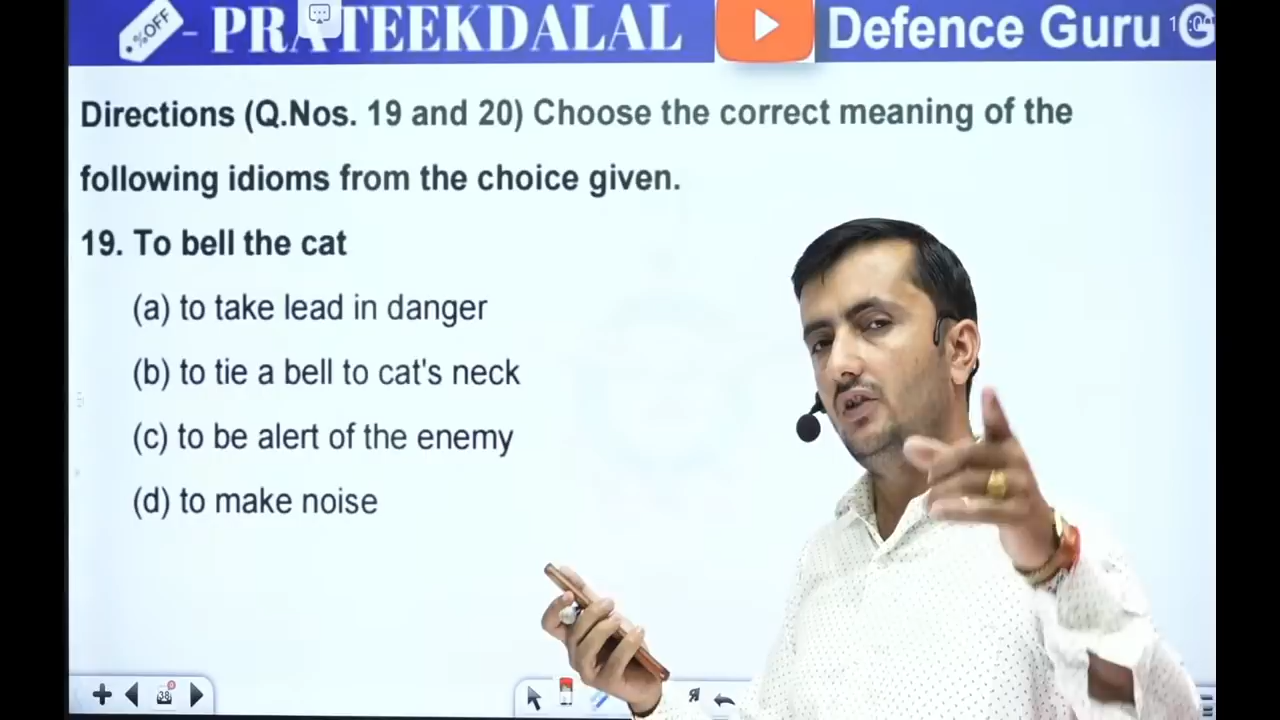 %OFF - PRATEEKDALAL Defence Guru
Directions (Q.Nos. 19 and 20) Choose the correct meaning of the
following idioms from the choice given.
19. To bell the cat
(a) to take lead in danger
(b) to tie a bell to cat's neck
(c) to be alert of the enemy
(d) to make noise
38